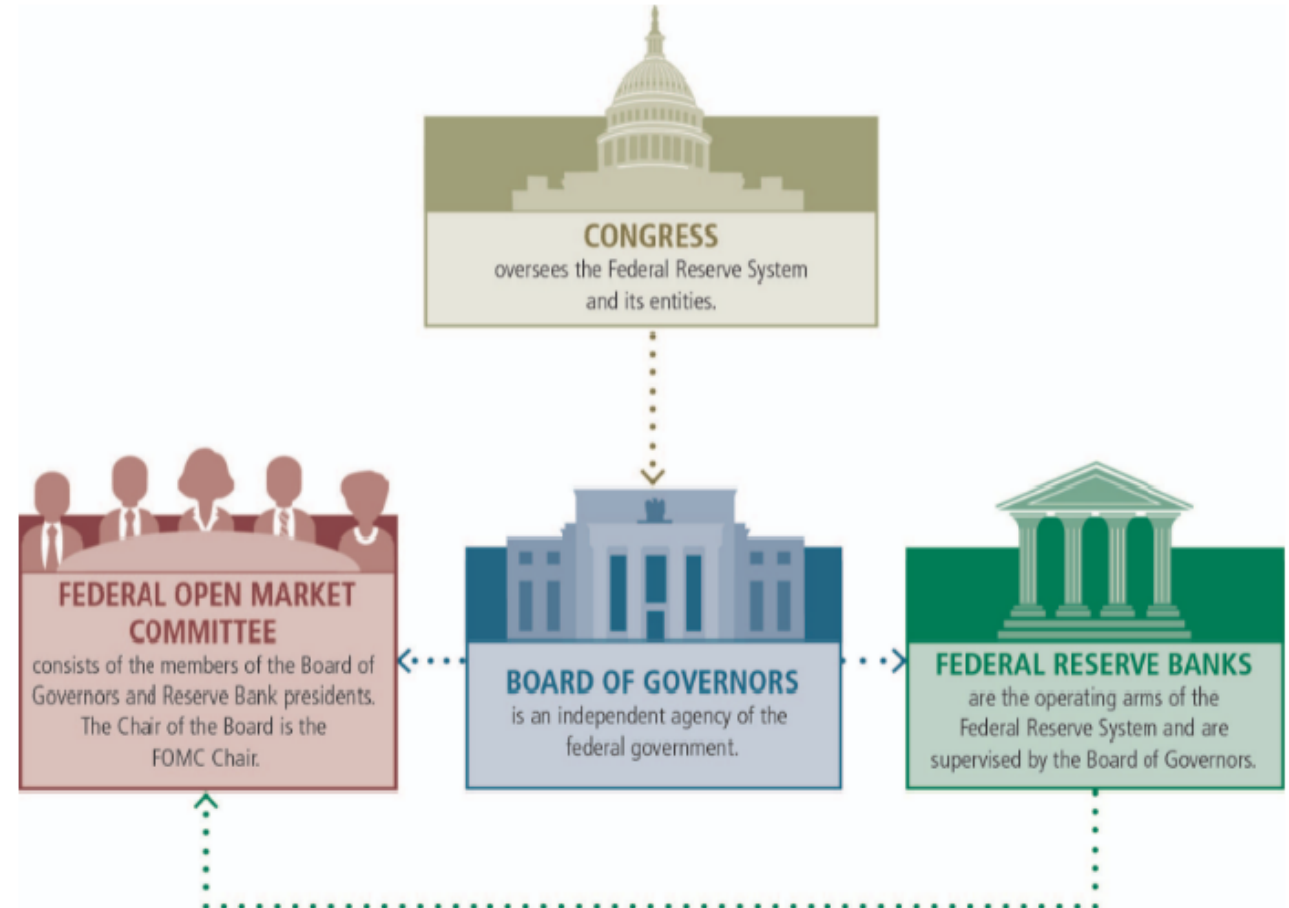 CONGRESS
oversees the Federal Reserve System
and its entities.
FEDERAL OPEN MARKET
COMMITTEE
consists of the members of the Board of
Governors and Reserve Bank presidents.
The Chair of the Board is the
FOMC Chair.
BOARD OF GOVERNORS
is an independent agency of the
federal government.
FEDERAL RESERVE BANKS
are the operating arms of the
Federal Reserve System and are
supervised by the Board of Governors.